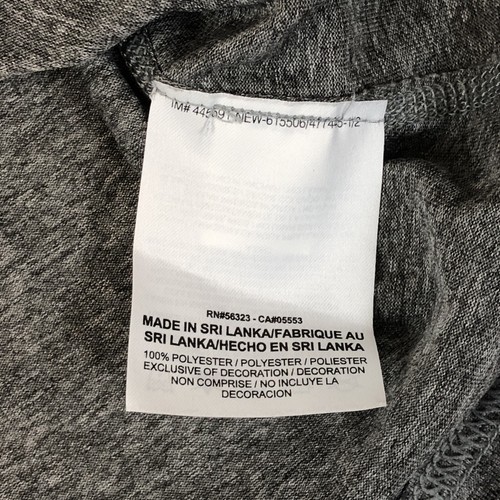 RN#56323 - CA#05553
MADE IN SRI LANKA/FABRIQUE AU
SRI LANKA/HECHO EN SRI LANKA
100% POLYESTER / POLYESTER / POLIESTER
EXCLUSIVE OF DECORATION / DECORATION
NON COMPRISE / NO INCLUYE LA
DECORACION